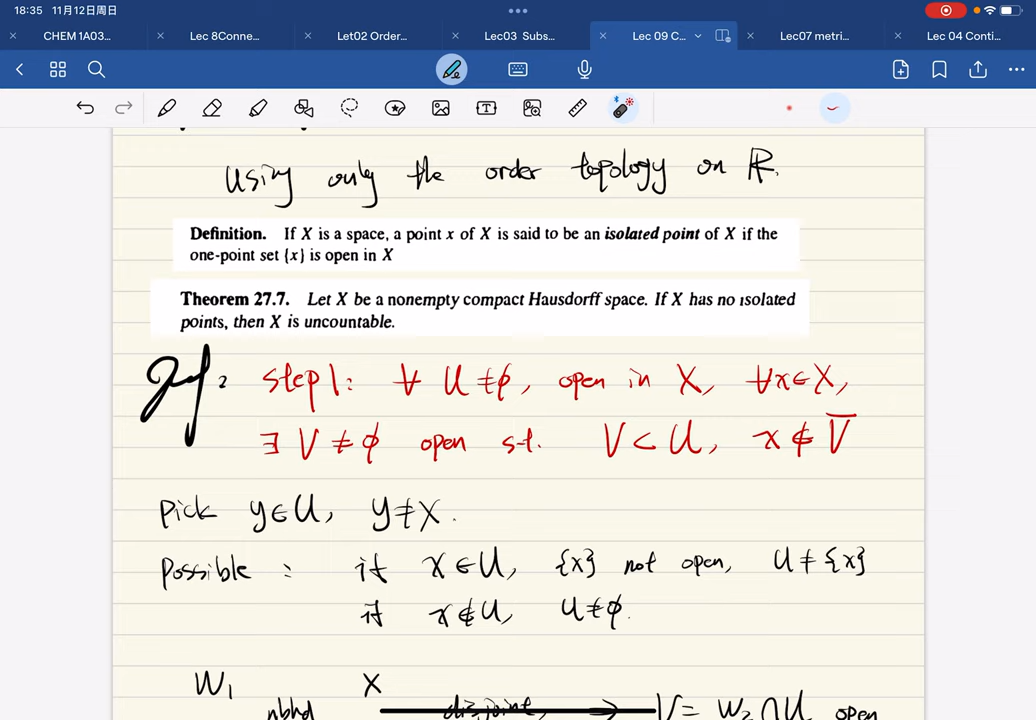 18:35 11月12日周日
CHEM 1A03... Lec 8Conne... Let02 Order... Lec03 Subs... Lec 09 C... Lec07 metri... Lec 04 Conti...
using only the order topology on ℝ.
Definition. If X is a space, a point x of X is said to be an isolated point of X if the
one-point set {x} is open in X
Theorem 27.7. Let X be a nonempty compact Hausdorff space. If X has no isolated
points, then X is uncountable.
step1: ∀ U ≠ φ, open in X, ∀x∈X,
∃ V ≠ φ open s.t. V ⊂ U, x ∉ V̅
Pick y∈U, y≠x.
possible : if x∈U, {x} not open, U≠{x}
if x∉U, U≠φ.
W₁ X
nbhd disjoint, → V = W₂∩U open